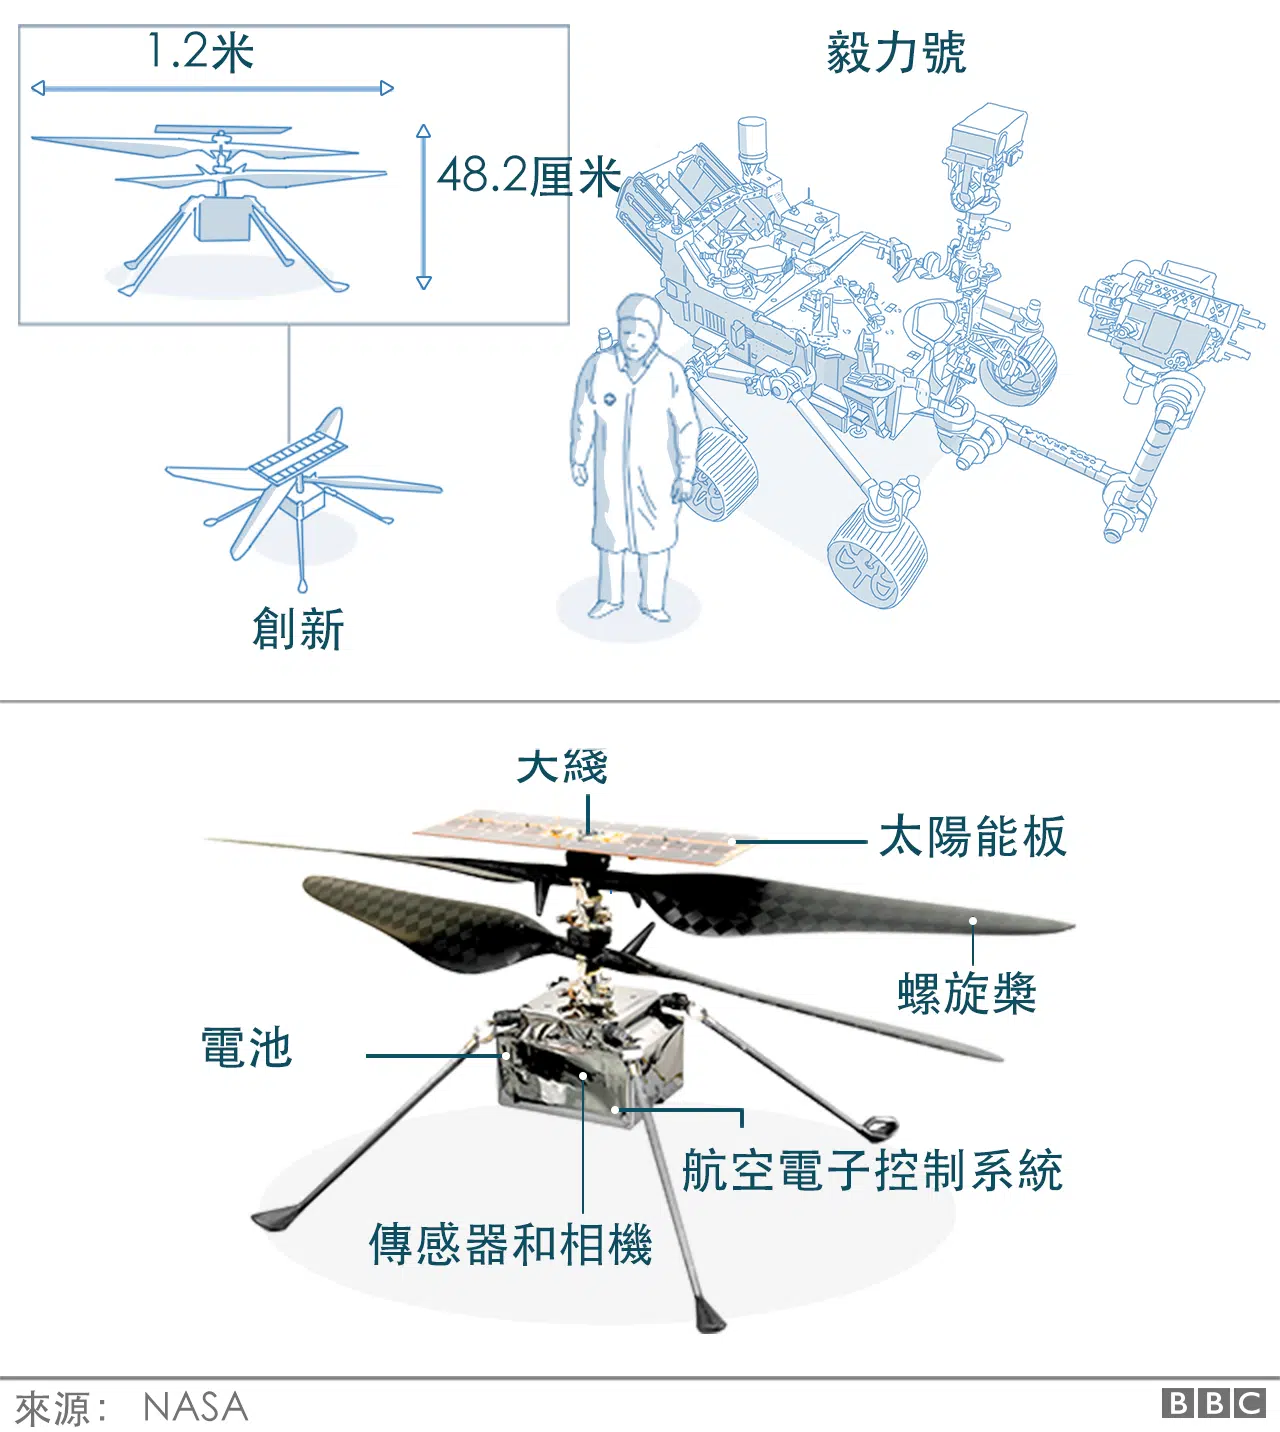 1.2米
毅力號
48.2厘米
創新
天綫
太陽能板
螺旋槳
電池
航空電子控制系統
傳感器和相機
來源： NASA
BBC